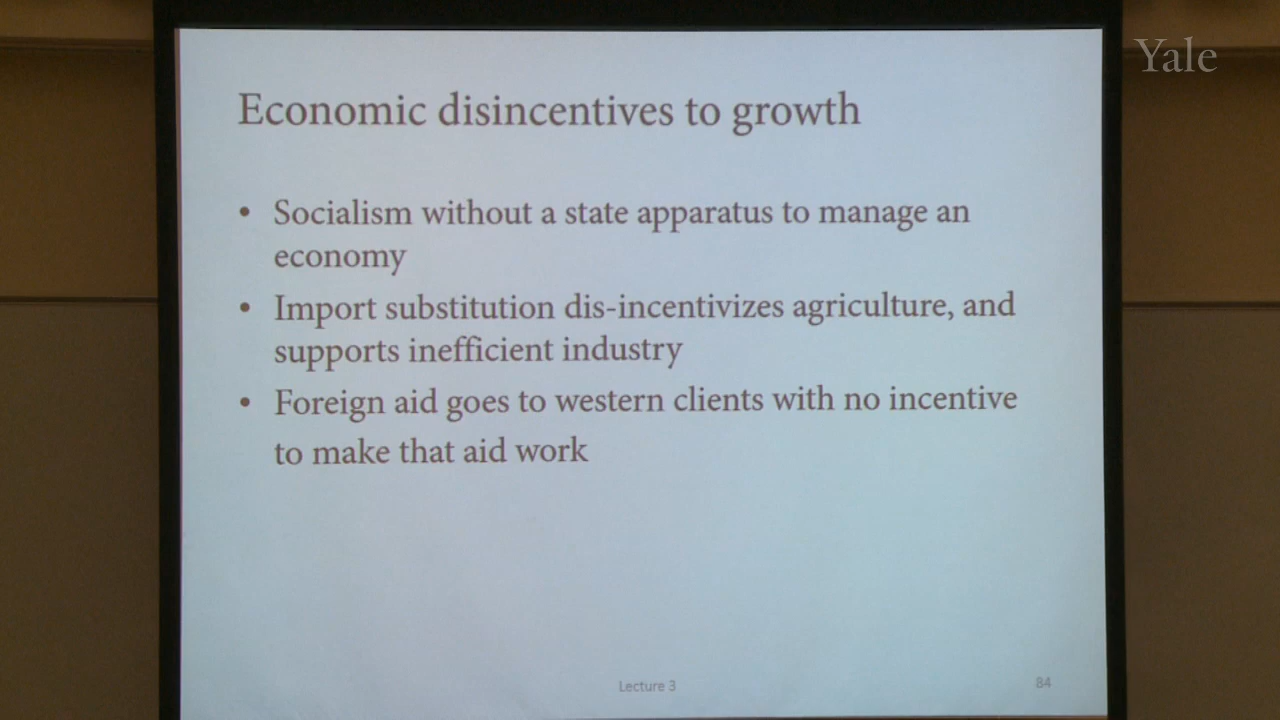 Yale
Economic disincentives to growth
• Socialism without a state apparatus to manage an
economy
• Import substitution dis-incentivizes agriculture, and
supports inefficient industry
• Foreign aid goes to western clients with no incentive
to make that aid work
Lecture 3
84